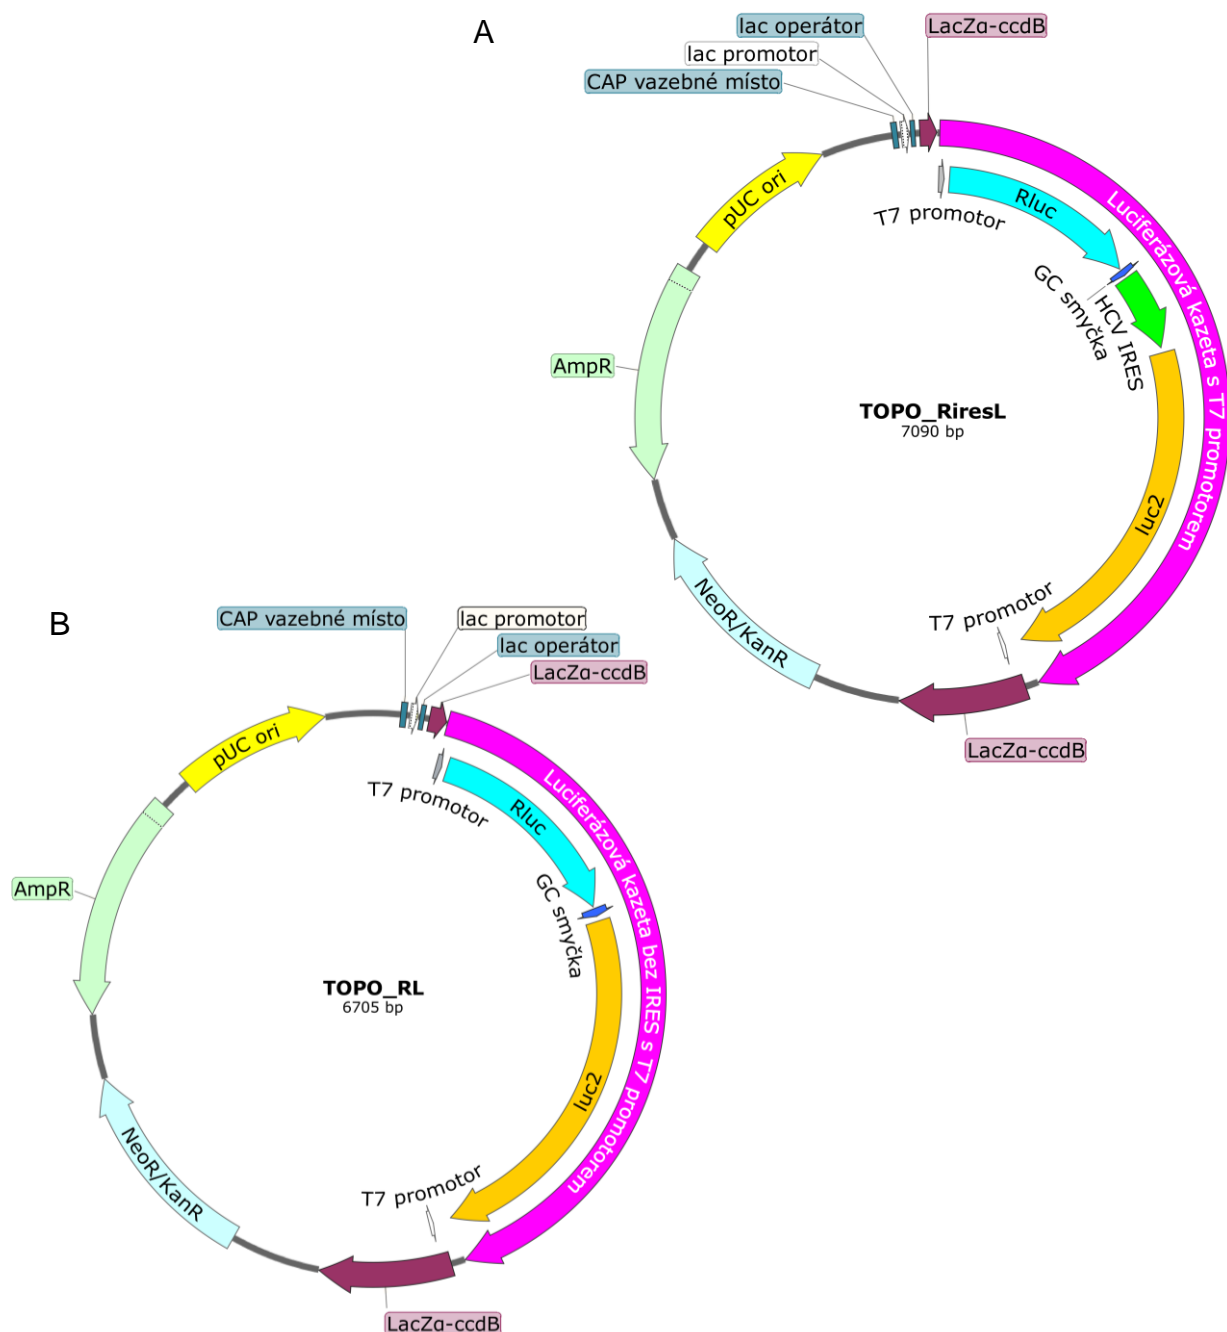 A
lac operátor
LacZα-ccdB
lac promotor
CAP vazebné místo
pUC ori
T7 promotor
Rluc
Luciferázová kazeta s T7 promotorem
GC smyčka
HCV IRES
AmpR
TOPO_RiresL
7090 bp
luc2
NeoR/KanR
T7 promotor
LacZα-ccdB
B
CAP vazebné místo
lac promotor
lac operátor
LacZα-ccdB
pUC ori
T7 promotor
Rluc
Luciferázová kazeta bez IRES s T7 promotorem
GC smyčka
AmpR
TOPO_RL
6705 bp
luc2
NeoR/KanR
T7 promotor
LacZα-ccdB